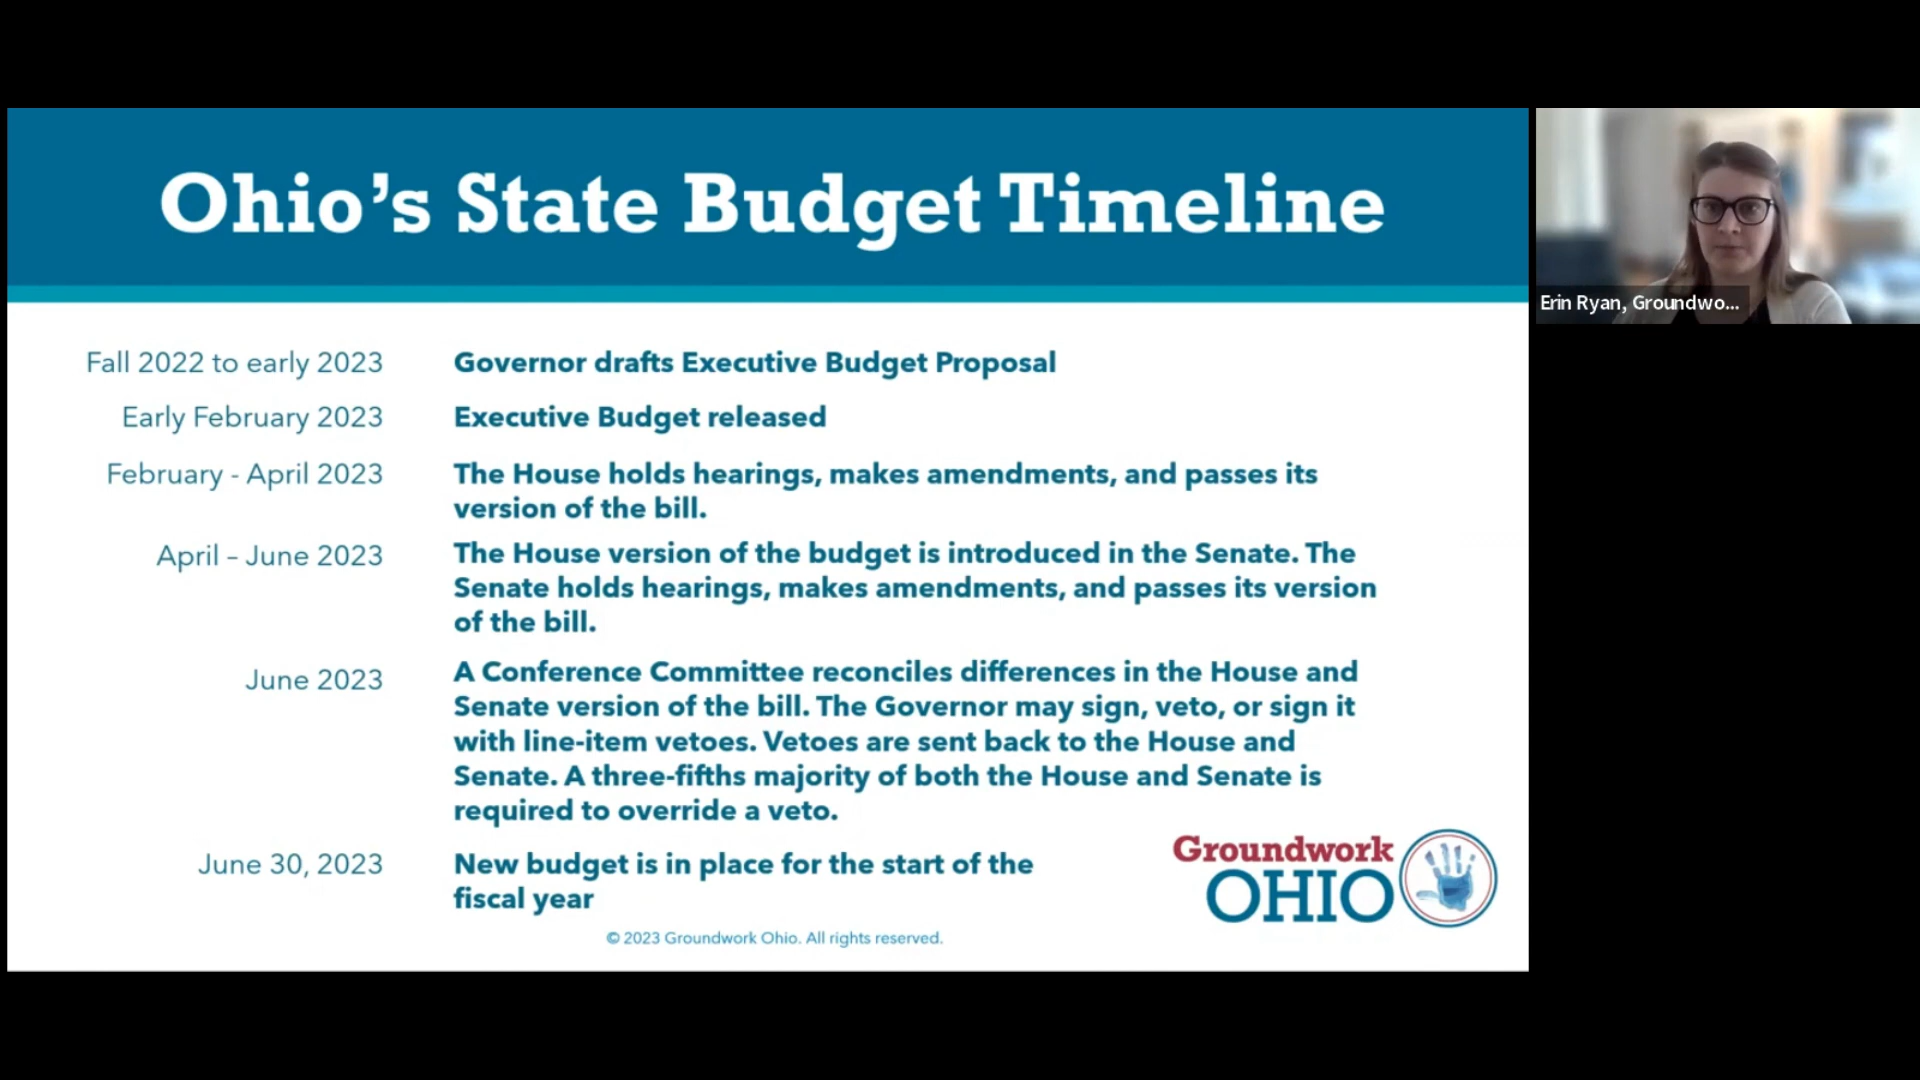 Ohio’s State Budget Timeline
Erin Ryan, Groundwo...
Fall 2022 to early 2023
Governor drafts Executive Budget Proposal
Early February 2023
Executive Budget released
February - April 2023
The House holds hearings, makes amendments, and passes its
version of the bill.
April – June 2023
The House version of the budget is introduced in the Senate. The
Senate holds hearings, makes amendments, and passes its version
of the bill.
June 2023
A Conference Committee reconciles differences in the House and
Senate version of the bill. The Governor may sign, veto, or sign it
with line-item vetoes. Vetoes are sent back to the House and
Senate. A three-fifths majority of both the House and Senate is
required to override a veto.
June 30, 2023
New budget is in place for the start of the
fiscal year
Groundwork
OHIO
© 2023 Groundwork Ohio. All rights reserved.